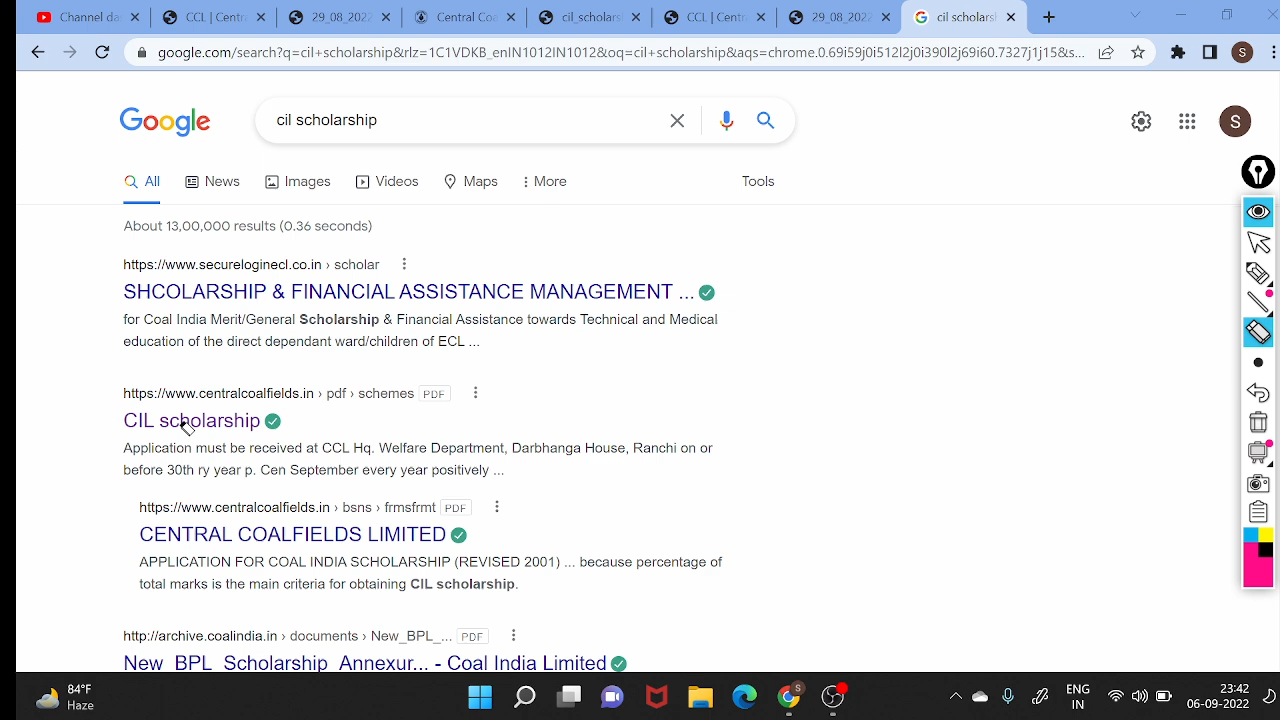 Channel da
CCL | Centr
29_08_2022
Central Coa
cil_scholarsl
CCL | Centr
29_08_2022
cil scholarsl
google.com/search?q=cil+scholarship&rlz=1C1VDKB_enIN1012IN1012&oq=cil+scholarship&aqs=chrome.0.69i59j0i512l2j0i390l2j69i60.7327j1j15&s...
S
Google
cil scholarship
S
All
News
Images
Videos
Maps
More
Tools
About 13,00,000 results (0.36 seconds)
https://www.secureloginecl.co.in › scholar
SHCOLARSHIP & FINANCIAL ASSISTANCE MANAGEMENT ...
for Coal India Merit/General Scholarship & Financial Assistance towards Technical and Medical
education of the direct dependant ward/children of ECL ...
https://www.centralcoalfields.in › pdf › schemes PDF
CIL scholarship
Application must be received at CCL Hq. Welfare Department, Darbhanga House, Ranchi on or
before 30th ry year p. Cen September every year positively ...
https://www.centralcoalfields.in › bsns › frmsfrmt PDF
CENTRAL COALFIELDS LIMITED
APPLICATION FOR COAL INDIA SCHOLARSHIP (REVISED 2001) ... because percentage of
total marks is the main criteria for obtaining CIL scholarship.
http://archive.coalindia.in › documents › New_BPL_... PDF
New_BPL_Scholarship_Annexur... - Coal India Limited
84°F
Haze
S
ENG
IN
23:42
06-09-2022